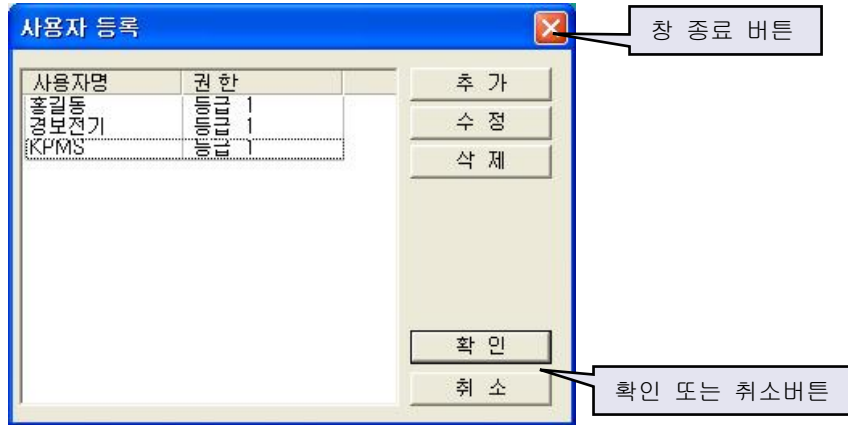 사용자 등록
창 종료 버튼
사용자명 권 한
홍길동 등급 1
경보전기 등급 1
KPMS 등급 1
추 가
수 정
삭 제
확 인
취 소
확인 또는 취소버튼